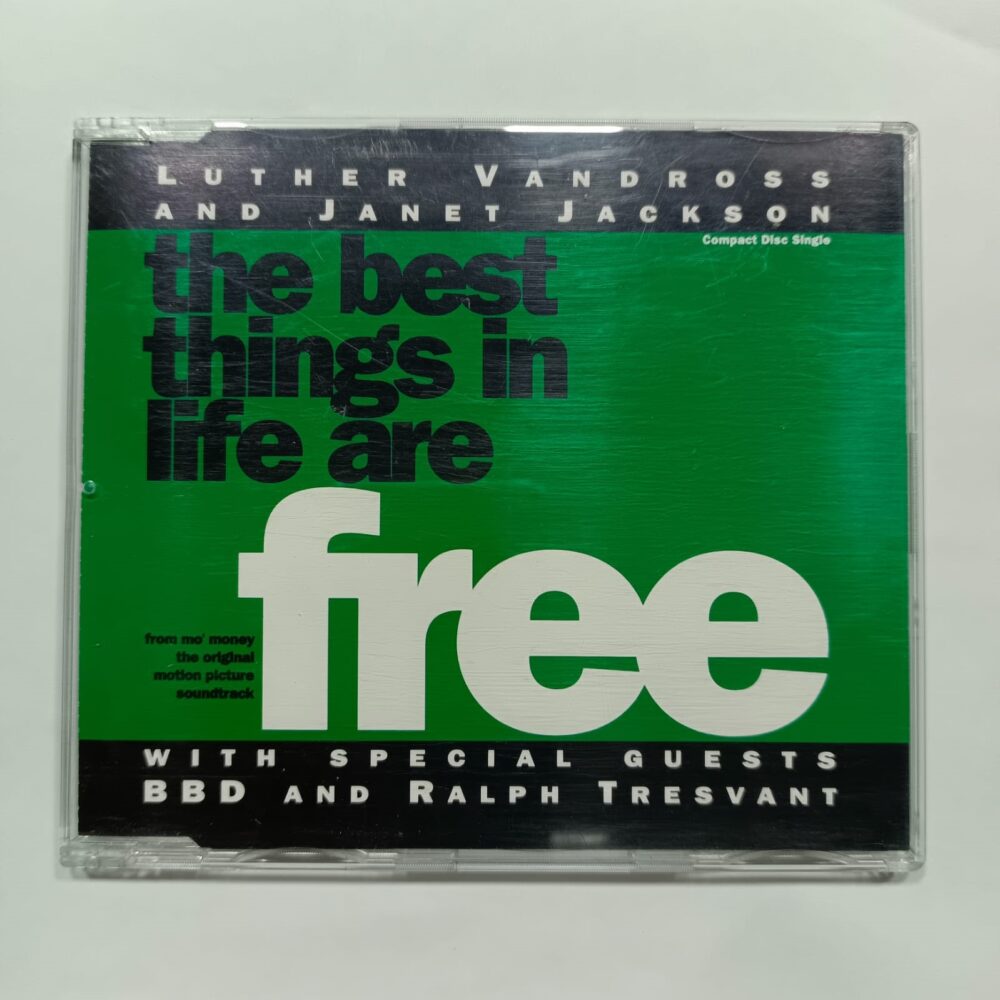 LUTHER VANDROSS
AND JANET JACKSON
Compact Disc Single
the best
things in
life are
free
from mo' money
the original
motion picture
soundtrack
WITH SPECIAL GUESTS
BBD AND RALPH TRESVANT